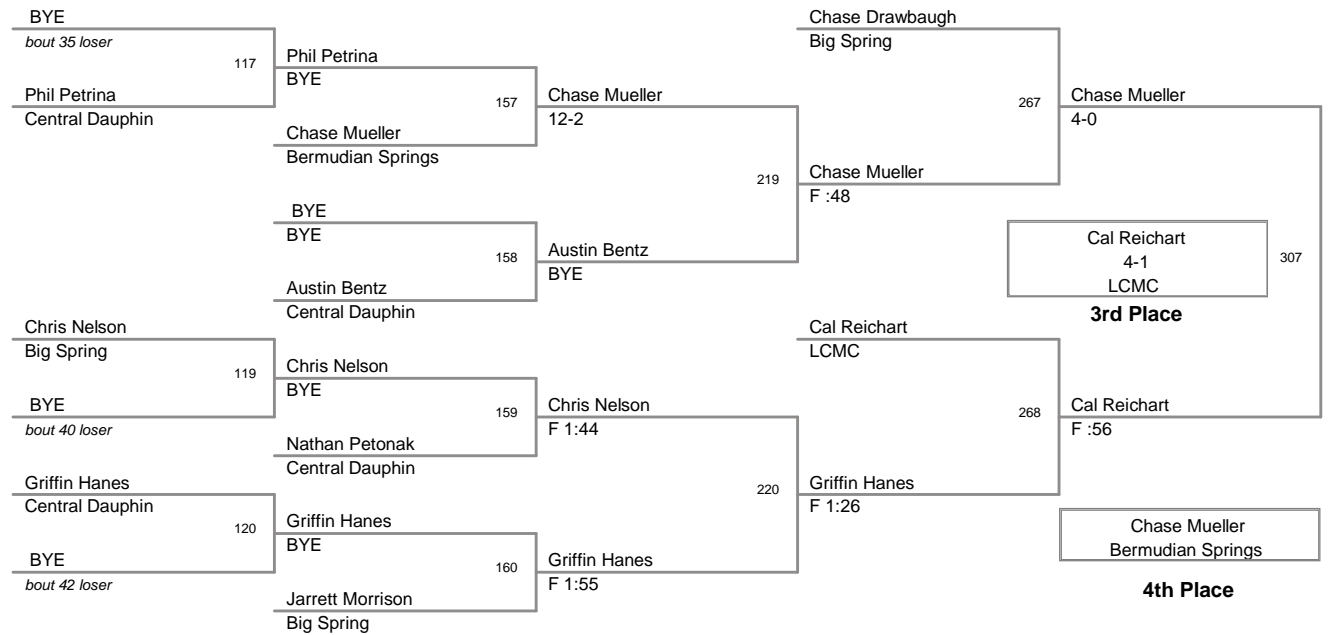 BYE
bout 35 loser
117
Phil Petrina
Central Dauphin
Phil Petrina
BYE
157
Chase Mueller
Bermudian Springs
Chase Mueller
12-2
BYE
BYE
158
Austin Bentz
Central Dauphin
Austin Bentz
BYE
219
Chase Drawbaugh
Big Spring
267
Chase Mueller
F :48
Chase Mueller
4-0
Cal Reichart
4-1
LCMC
3rd Place
307
Chris Nelson
Big Spring
119
BYE
bout 40 loser
Chris Nelson
BYE
159
Nathan Petonak
Central Dauphin
Chris Nelson
F 1:44
Griffin Hanes
Central Dauphin
120
BYE
bout 42 loser
Griffin Hanes
BYE
160
Jarrett Morrison
Big Spring
Griffin Hanes
F 1:55
220
Cal Reichart
LCMC
268
Griffin Hanes
F 1:26
Cal Reichart
F :56
Chase Mueller
Bermudian Springs
4th Place